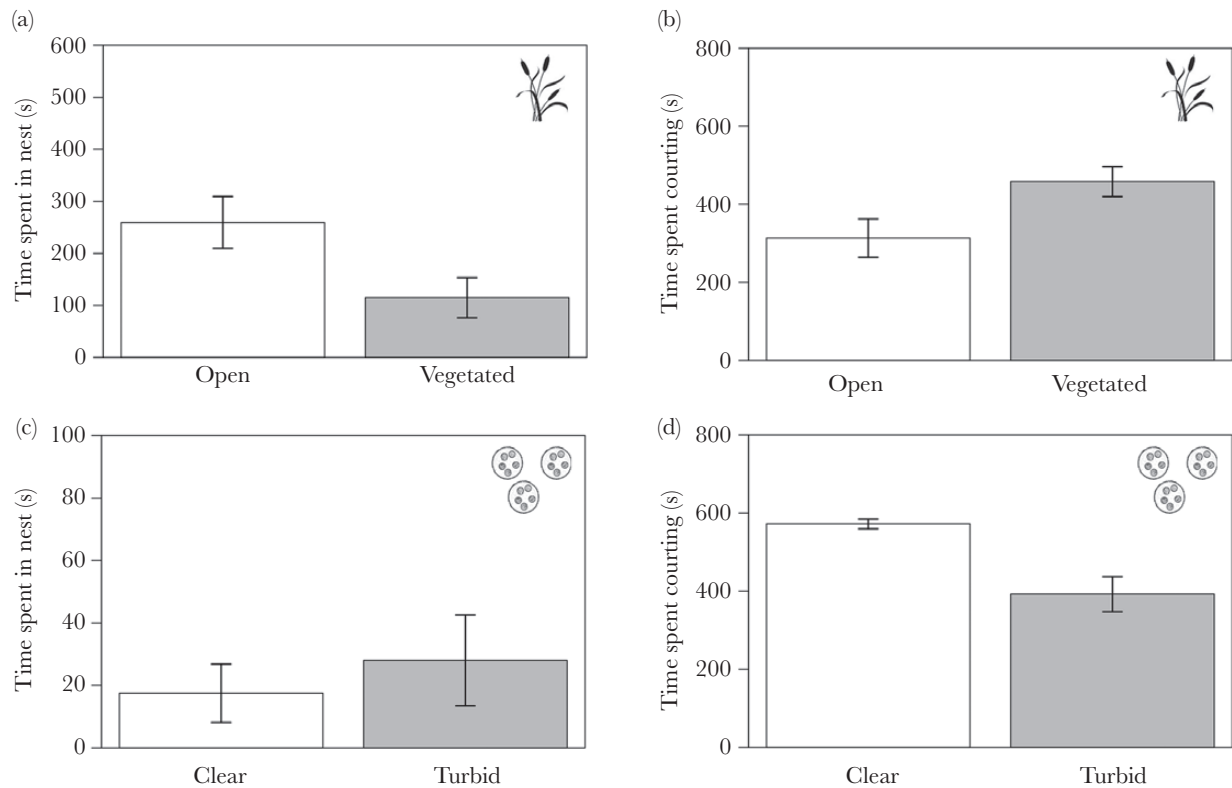 (a)
Time spent in nest (s)
600
500
400
300
200
100
0
Open Vegetated
(b)
Time spent courting (s)
800
600
400
200
0
Open Vegetated
(c)
Time spent in nest (s)
100
80
60
40
20
0
Clear Turbid
(d)
Time spent courting (s)
800
600
400
200
0
Clear Turbid